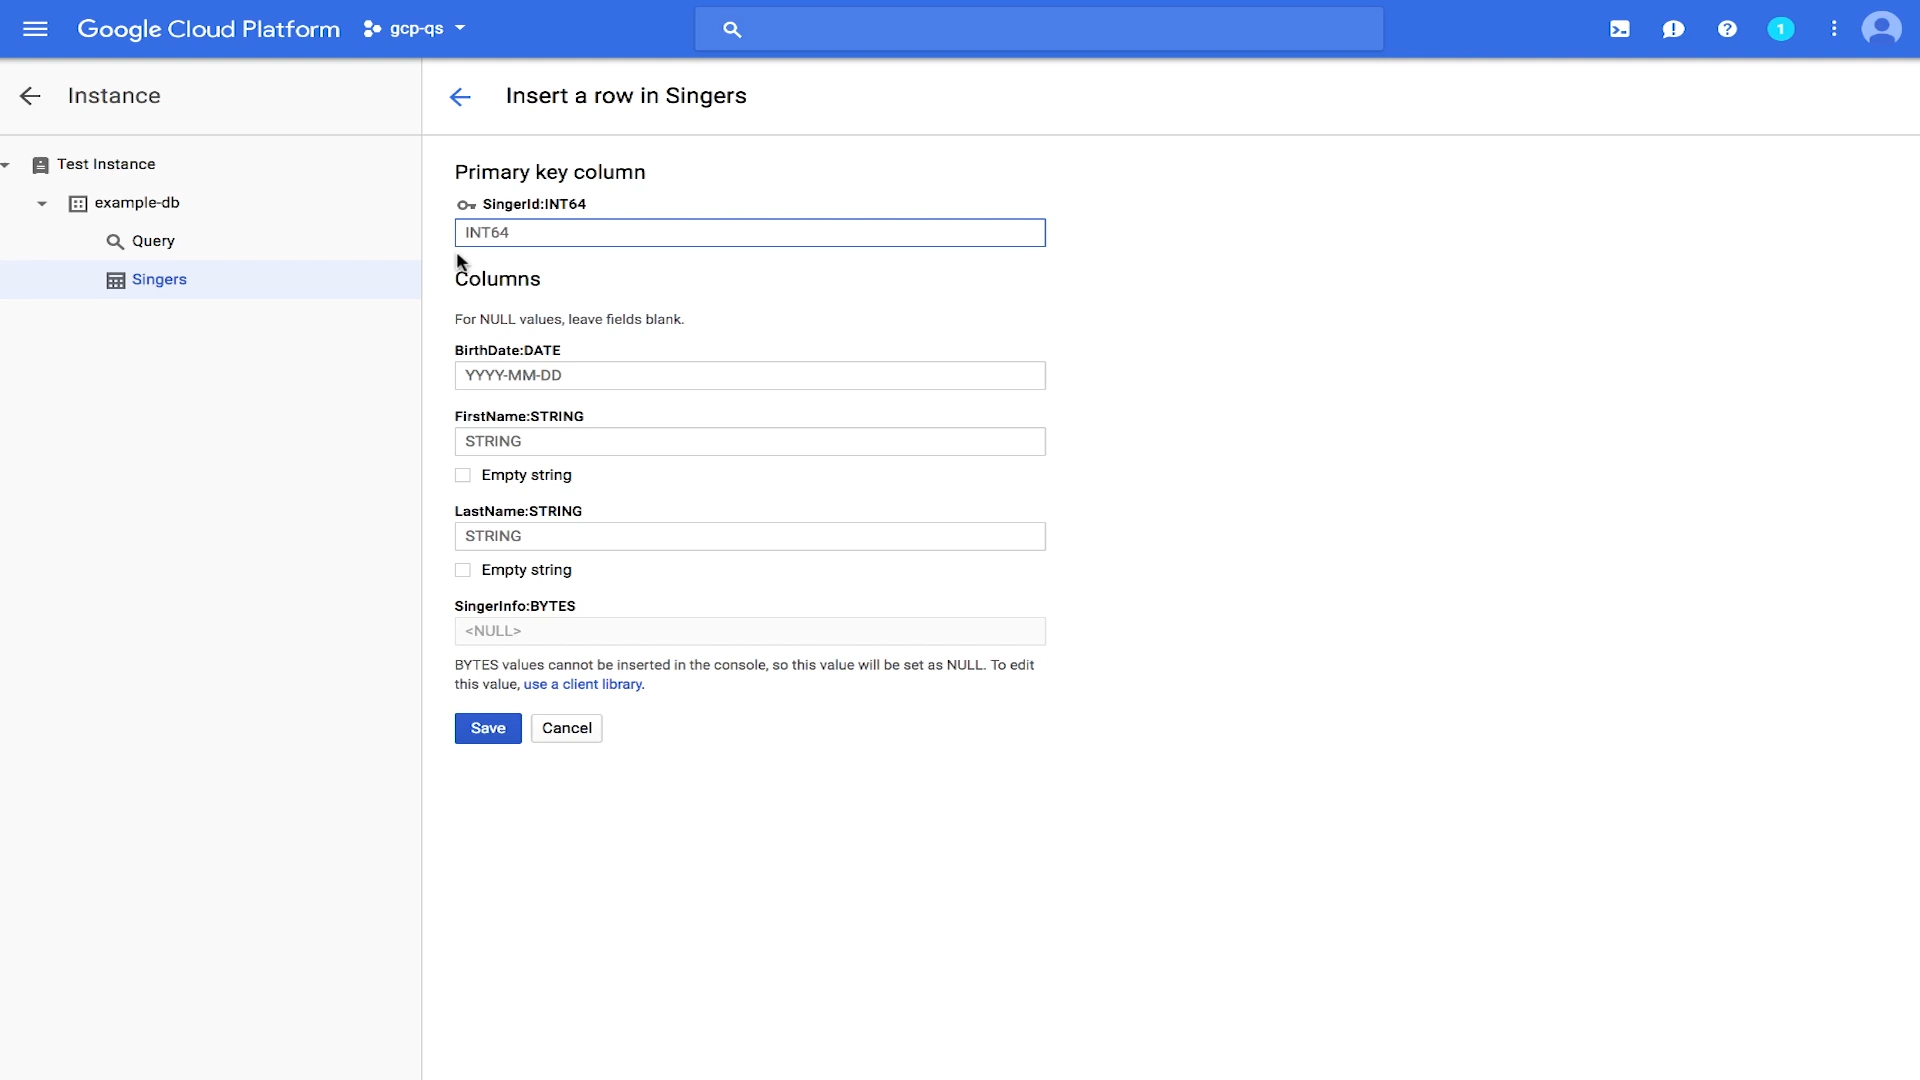 Google Cloud Platform
gcp-qs
1
Instance
Insert a row in Singers
Test Instance
example-db
Query
Singers
Primary key column
SingerId:INT64
INT64
Columns
For NULL values, leave fields blank.
BirthDate:DATE
YYYY-MM-DD
FirstName:STRING
STRING
Empty string
LastName:STRING
STRING
Empty string
SingerInfo:BYTES
<NULL>
BYTES values cannot be inserted in the console, so this value will be set as NULL. To edit
this value, use a client library.
Save
Cancel